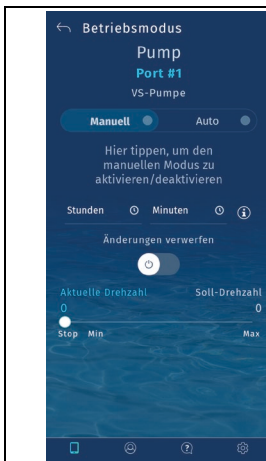 Betriebsmodus
Pump
Port #1
VS-Pumpe
Manuell Auto
Hier tippen, um den
manuellen Modus zu
aktivieren/deaktivieren
Stunden Minuten
Änderungen verwerfen
Aktuelle Drehzahl Soll-Drehzahl
0 0
Stop Min Max